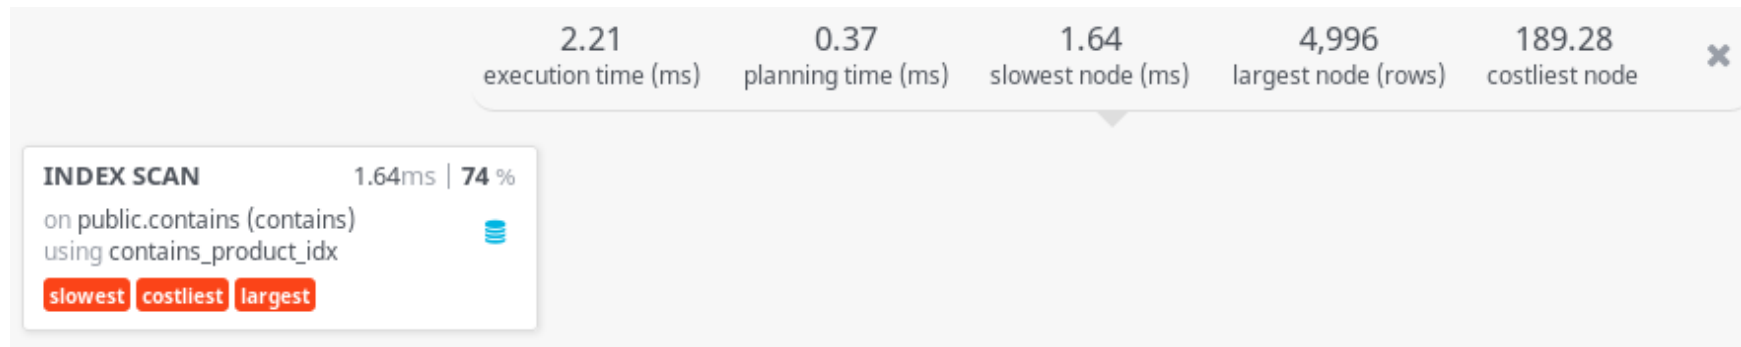 2.21 0.37 1.64 4,996 189.28
execution time (ms) planning time (ms) slowest node (ms) largest node (rows) costliest node
INDEX SCAN 1.64ms | 74 %
on public.contains (contains)
using contains_product_idx
slowest costliest largest